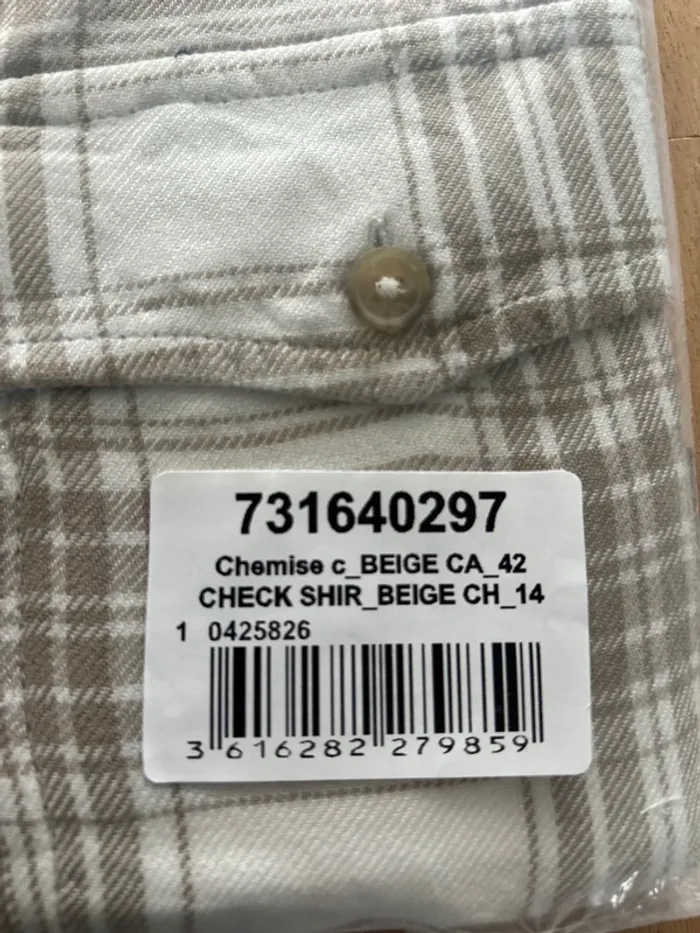 731640297
Chemise c_BEIGE CA_42
CHECK SHIR_BEIGE CH_14
1 0425826
3 616282 279859